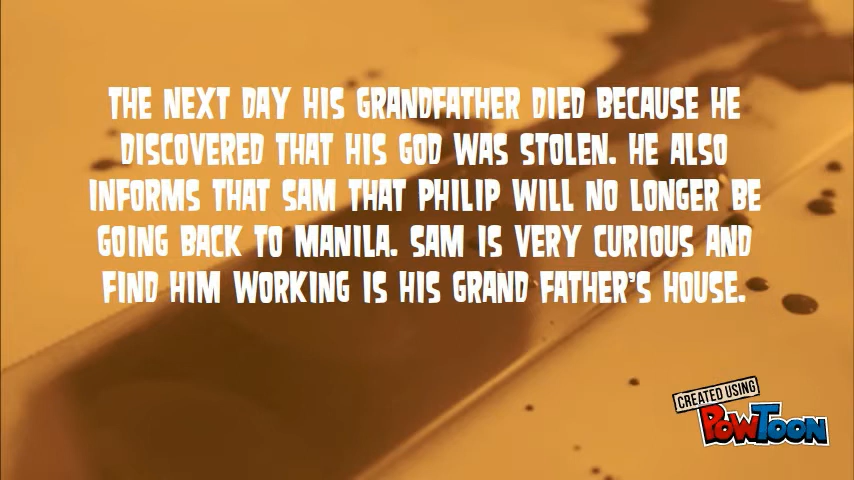 THE NEXT DAY HIS GRANDFATHER DIED BECAUSE HE
DISCOVERED THAT HIS GOD WAS STOLEN. HE ALSO
INFORMS THAT SAM THAT PHILIP WILL NO LONGER BE
GOING BACK TO MANILA. SAM IS VERY CURIOUS AND
FIND HIM WORKING IS HIS GRAND FATHER'S HOUSE.
CREATED USING
POWTOON